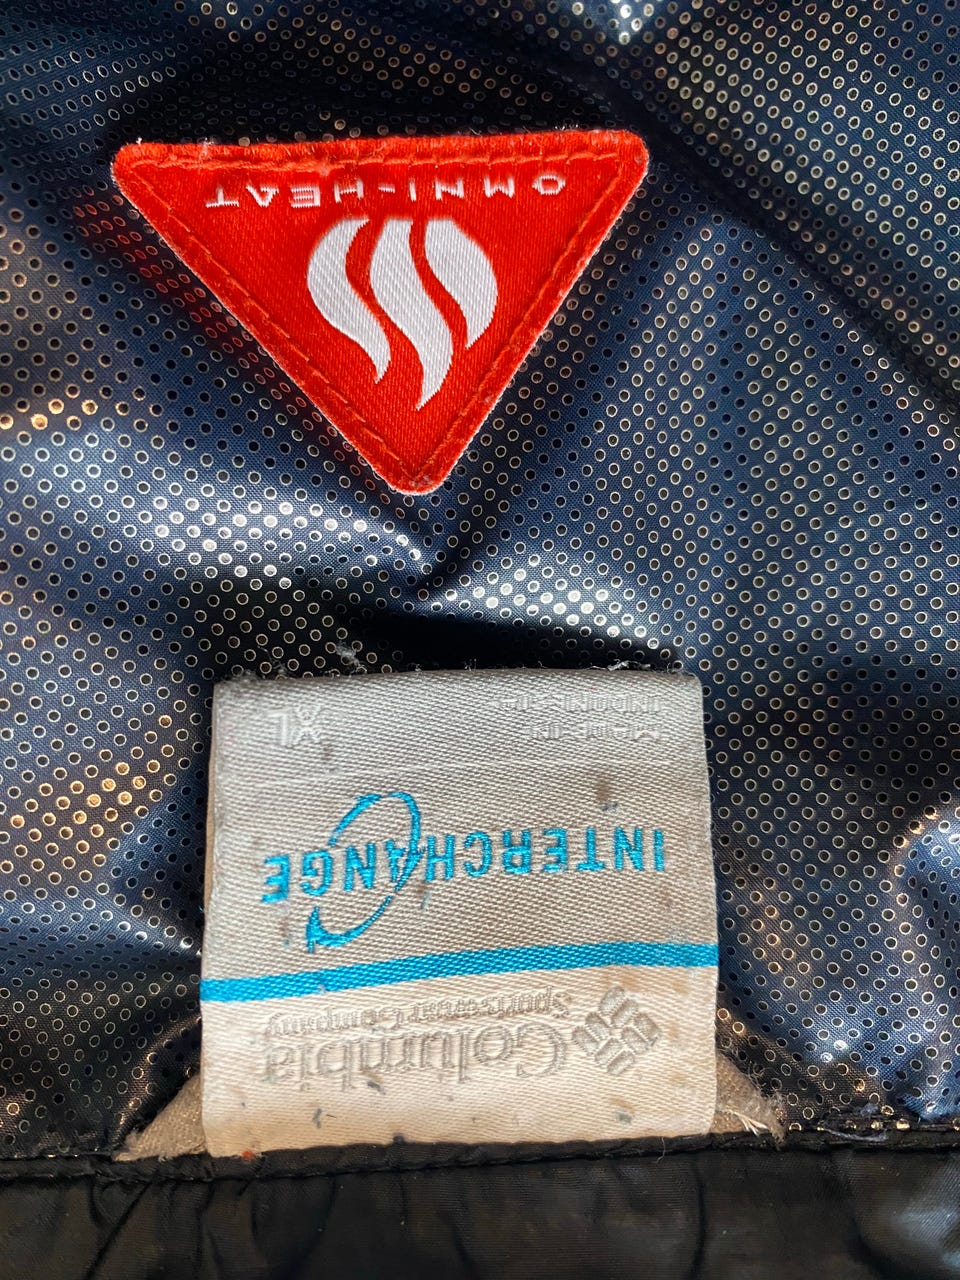 Columbia
Sportswear Company
INTERCHANGE
MADE IN
INDONESIA
XL
OMNI-HEAT